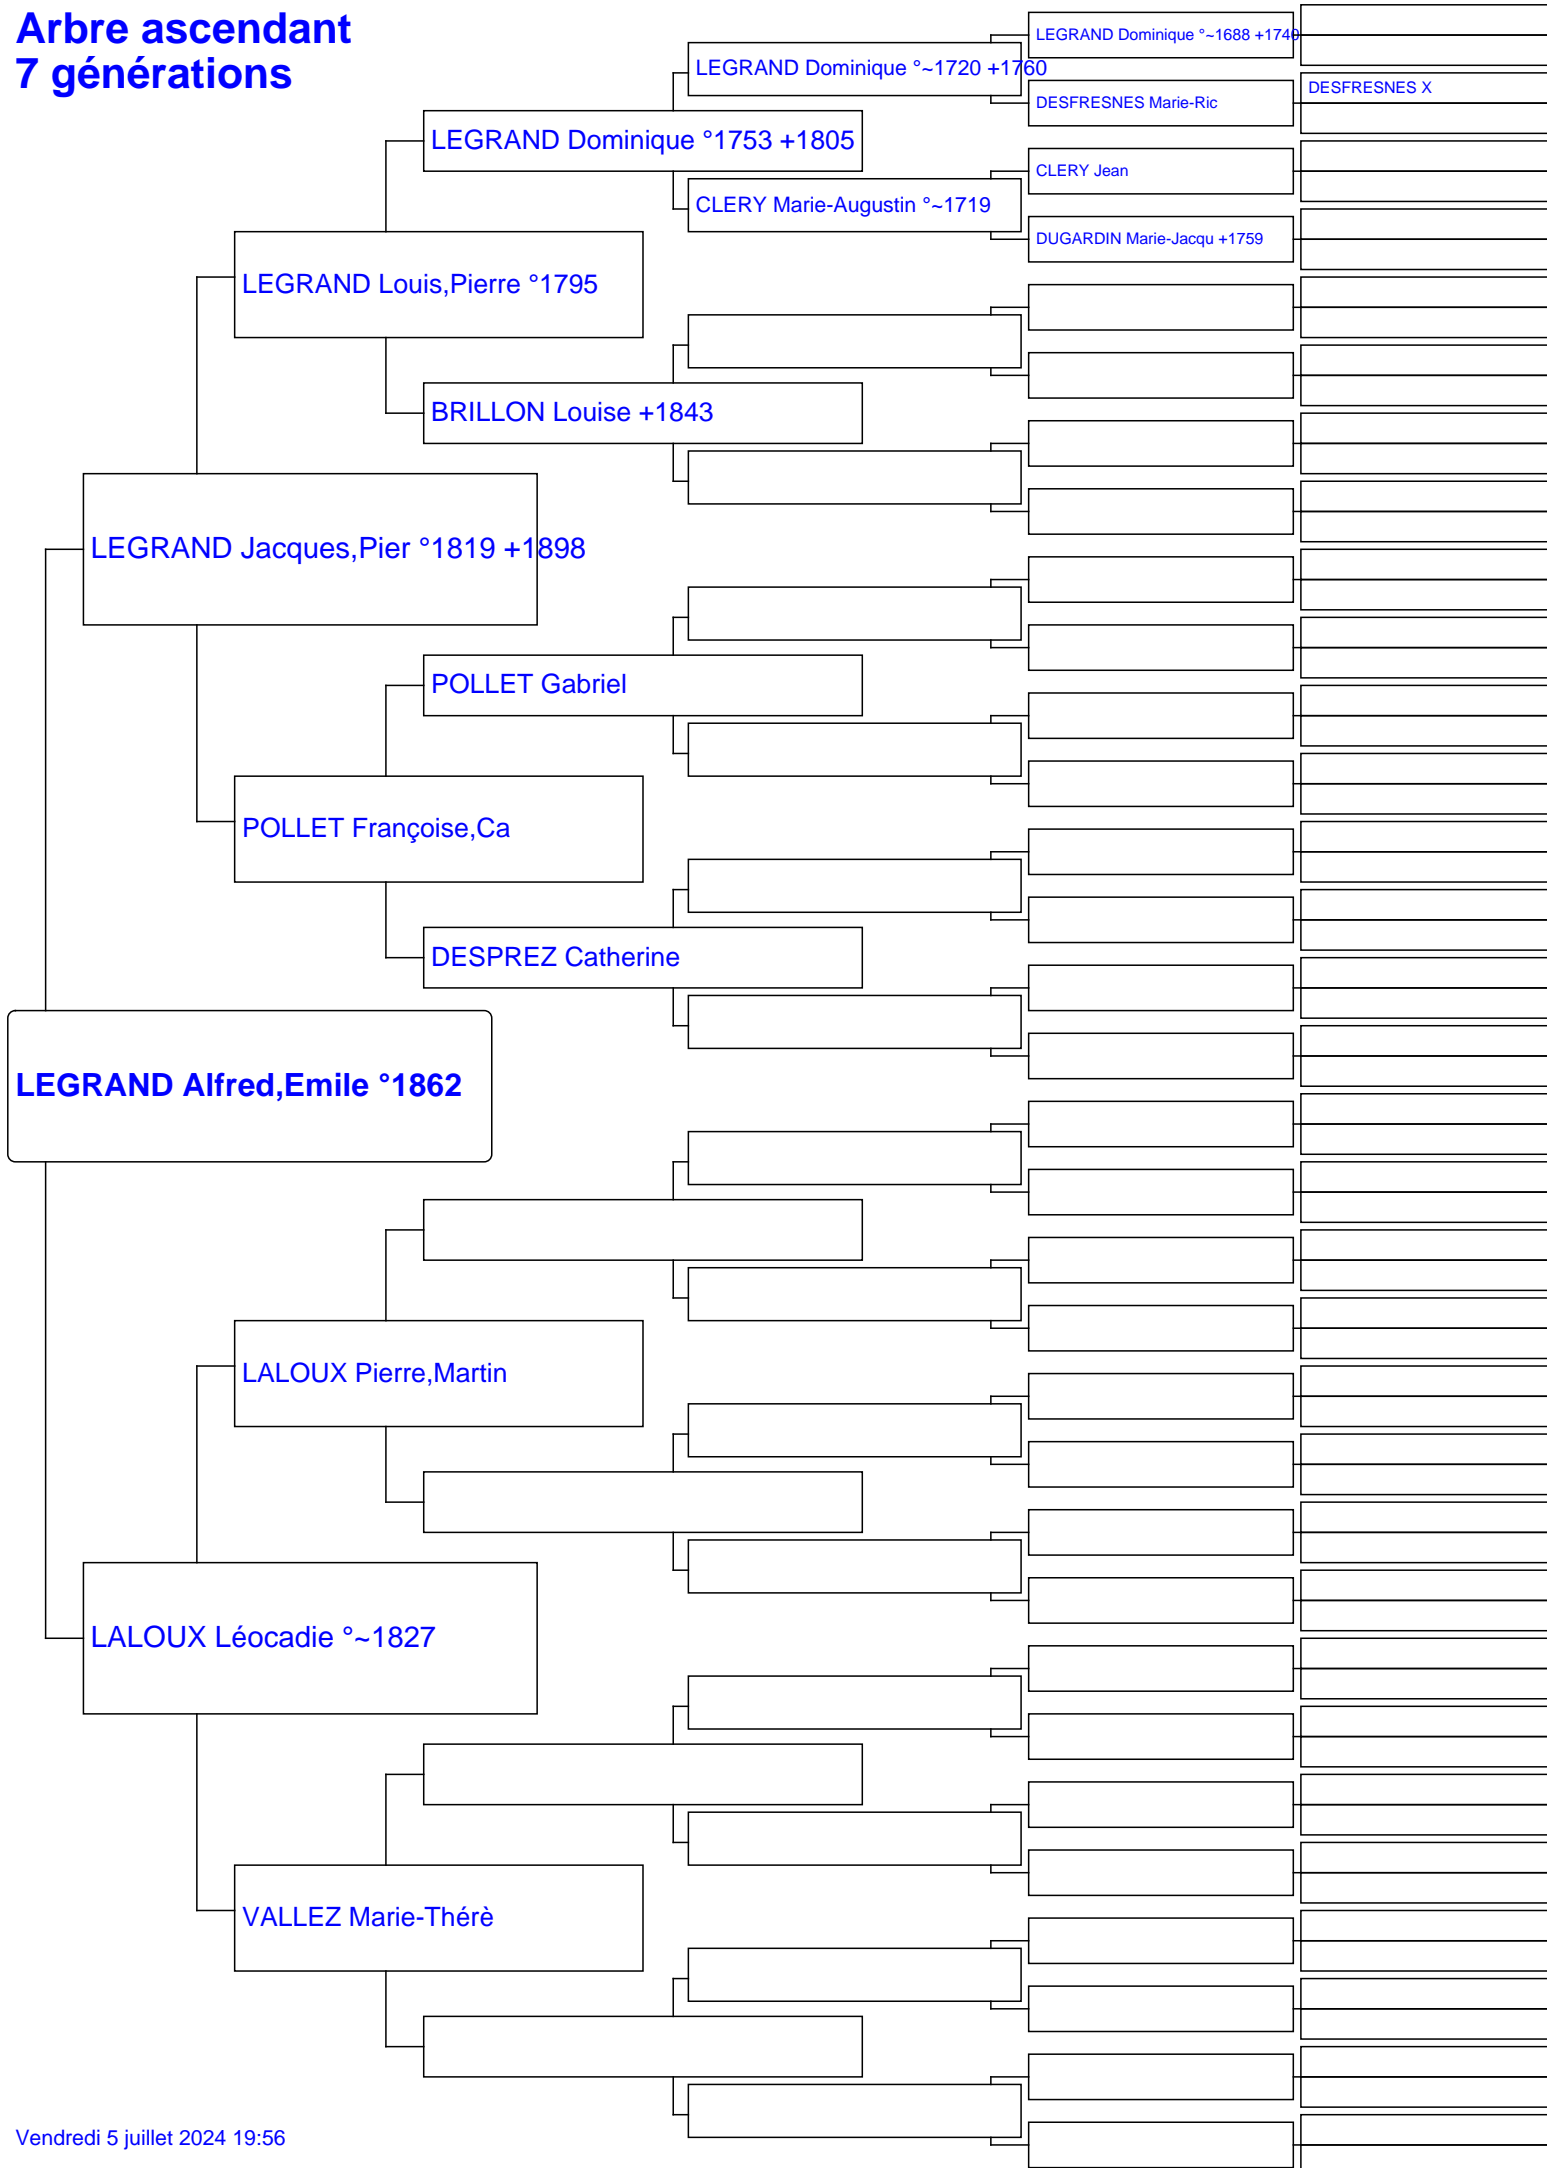 Arbre ascendant
7 générations
LEGRAND Dominique °~1688 +1740
LEGRAND Dominique °~1720 +1760
DESFRESNES X
DESFRESNES Marie-Ric
LEGRAND Dominique °1753 +1805
CLERY Jean
CLERY Marie-Augustin °~1719
DUGARDIN Marie-Jacqu +1759
LEGRAND Louis,Pierre °1795
BRILLON Louise +1843
LEGRAND Jacques,Pier °1819 +1898
POLLET Gabriel
POLLET Françoise,Ca
DESPREZ Catherine
LEGRAND Alfred,Emile °1862
LALOUX Pierre,Martin
LALOUX Léocadie °~1827
VALLEZ Marie-Thérè
Vendredi 5 juillet 2024 19:56